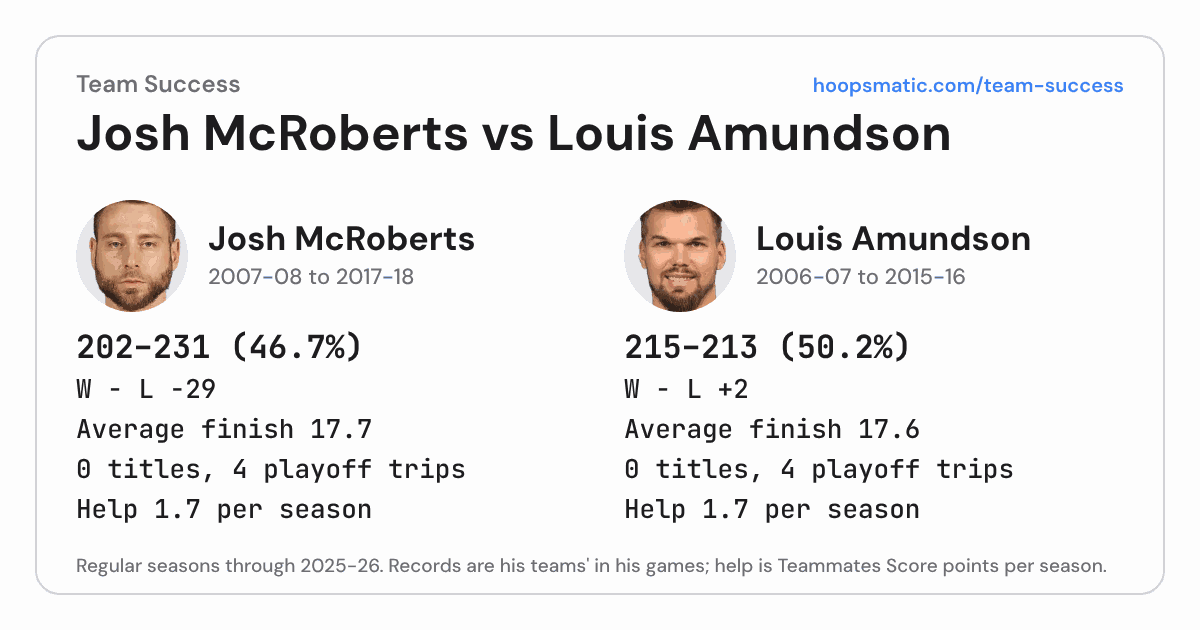 Team Success
hoopsmatic.com/team-success
Josh McRoberts vs Louis Amundson
Josh McRoberts
2007-08 to 2017-18
202-231 (46.7%)
W - L -29
Average finish 17.7
0 titles, 4 playoff trips
Help 1.7 per season
Louis Amundson
2006-07 to 2015-16
215-213 (50.2%)
W - L +2
Average finish 17.6
0 titles, 4 playoff trips
Help 1.7 per season
Regular seasons through 2025-26. Records are his teams' in his games; help is Teammates Score points per season.